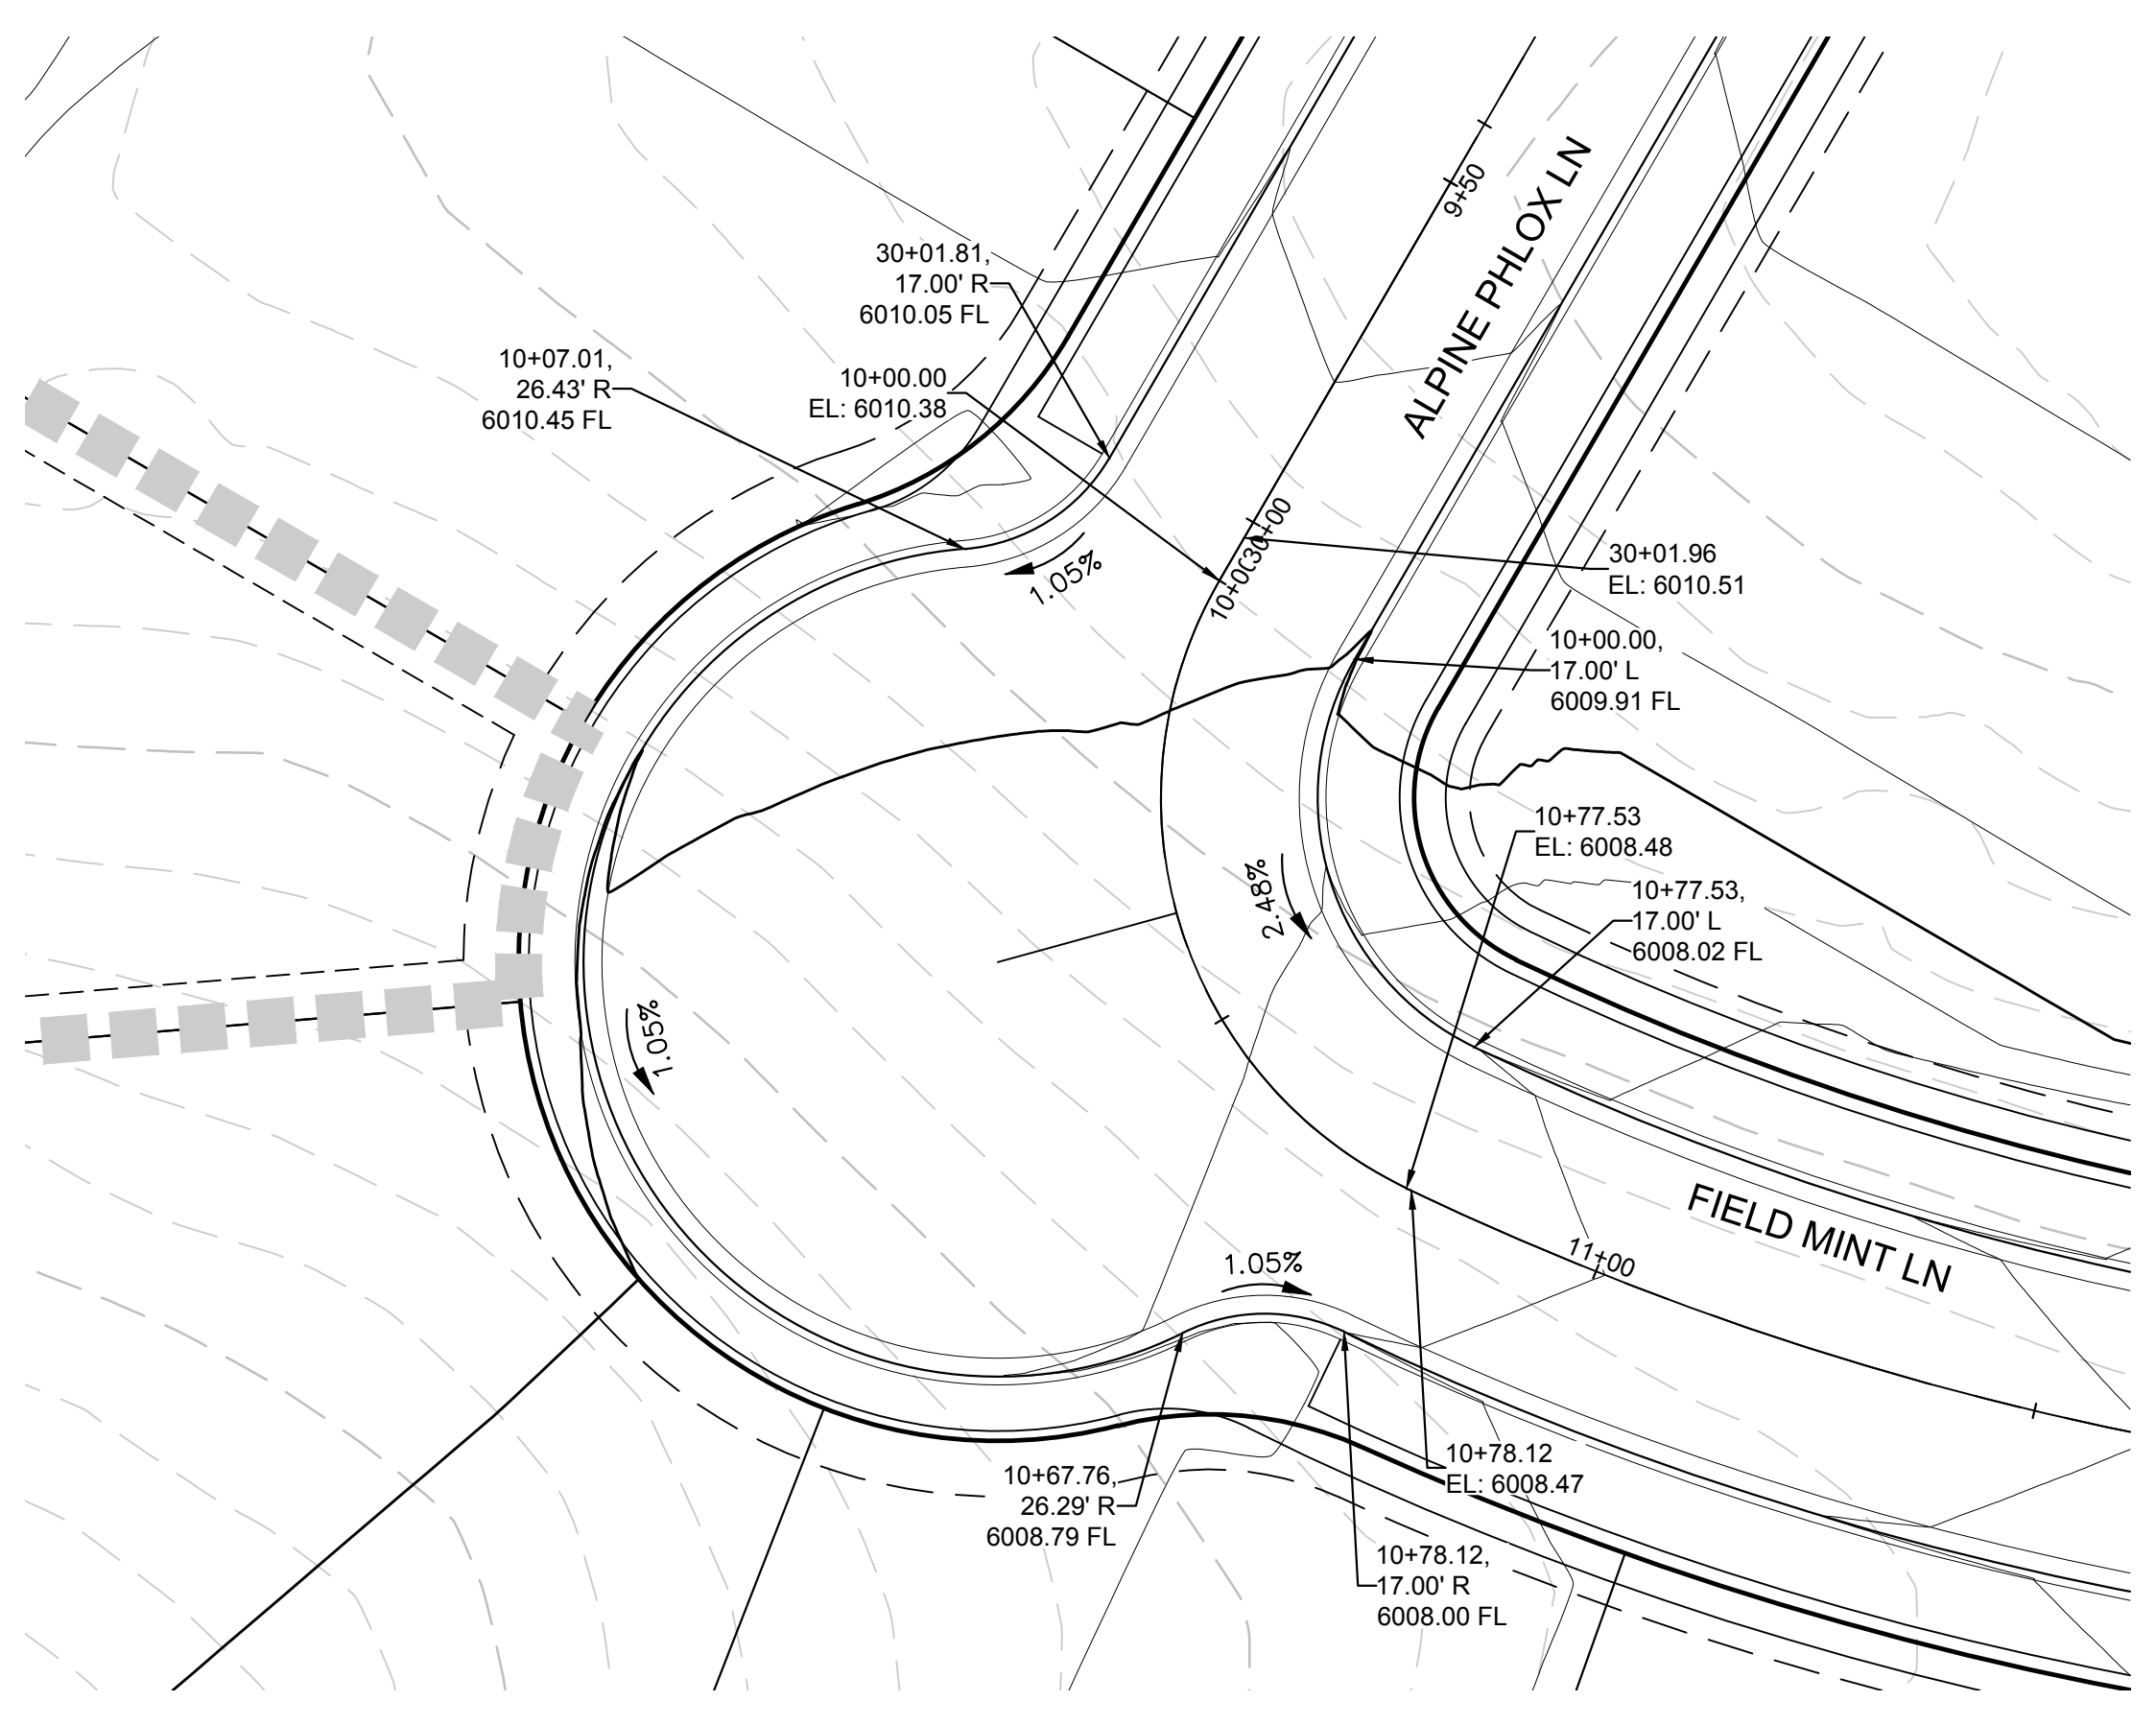 9+50
ALPINE PHLOX LN
30+01.81,
17.00' R
6010.05 FL
10+07.01,
26.43' R
6010.45 FL
10+00.00
EL: 6010.38
30+00
1.05%
30+01.96
EL: 6010.51
10+00.00,
17.00' L
6009.91 FL
10+77.53
EL: 6008.48
2.48%
10+77.53,
17.00' L
6008.02 FL
1.05%
FIELD MINT LN
11+00
1.05%
10+78.12
EL: 6008.47
10+67.76,
26.29' R
6008.79 FL
10+78.12,
17.00' R
6008.00 FL